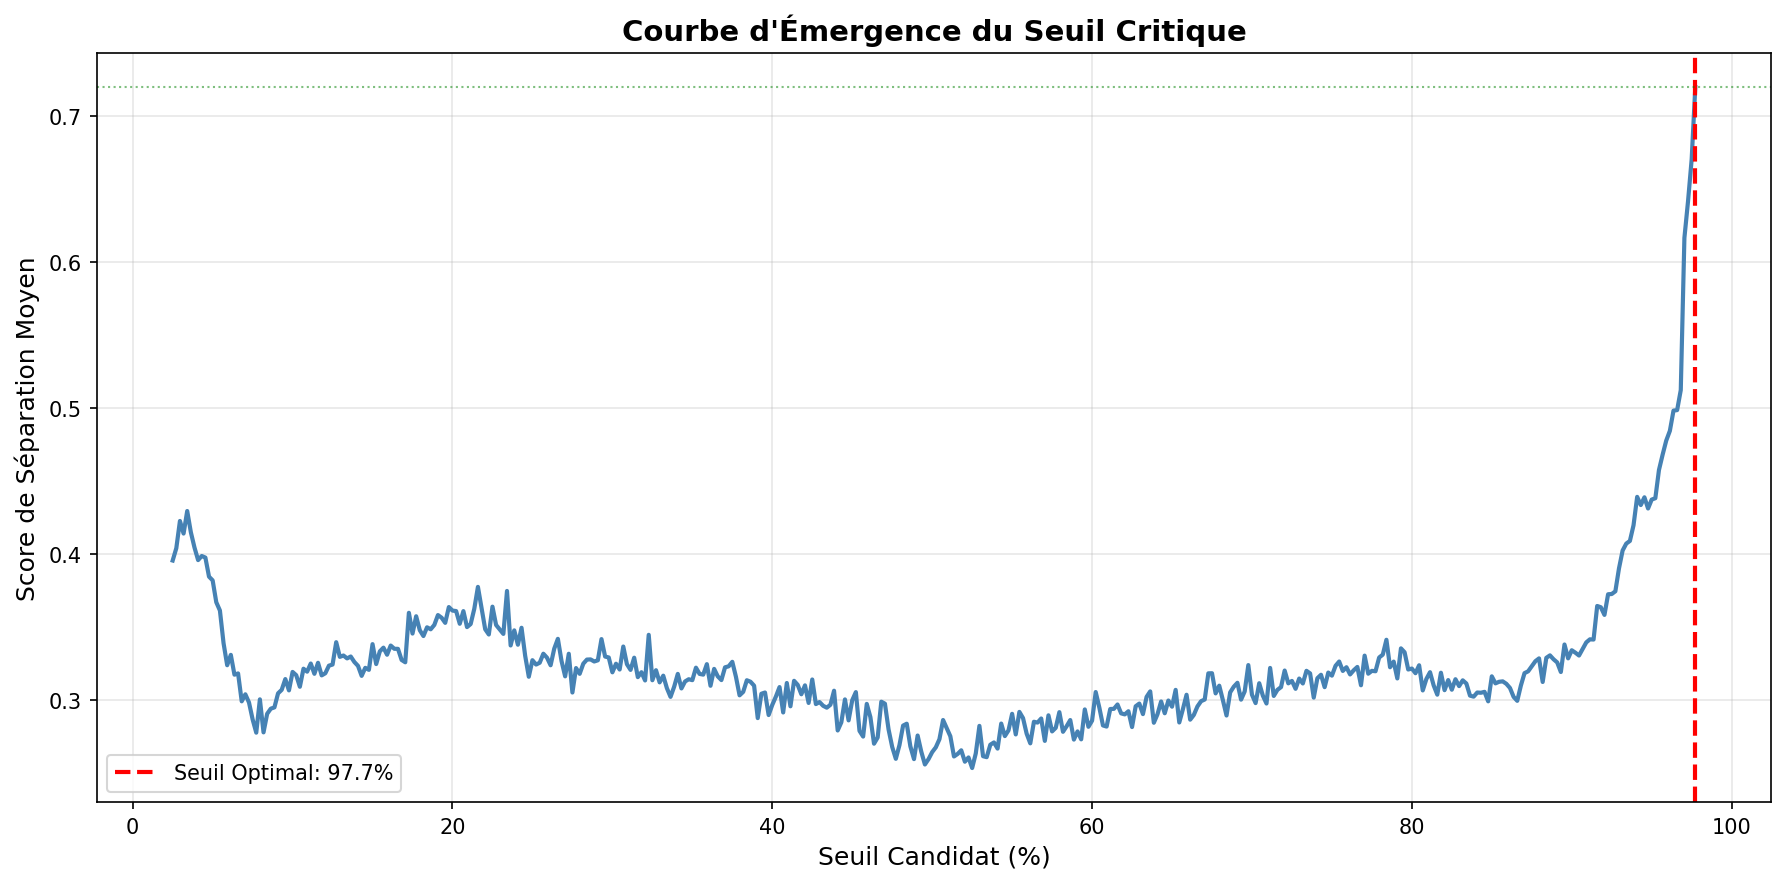 Courbe d'Émergence du Seuil Critique
Score de Séparation Moyen
0.7
0.6
0.5
0.4
0.3
Seuil Optimal: 97.7%
0 20 40 60 80 100
Seuil Candidat (%)